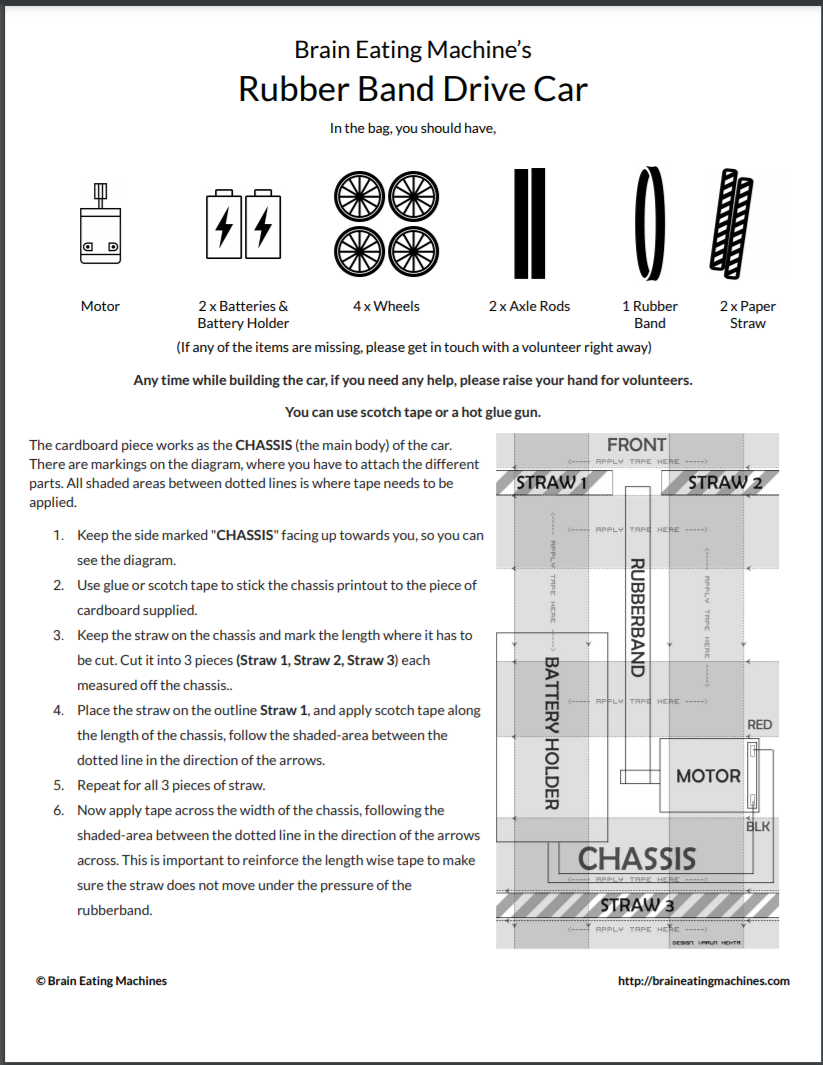 Brain Eating Machine’s
Rubber Band Drive Car
In the bag, you should have,
Motor
2 x Batteries &
Battery Holder
4 x Wheels
2 x Axle Rods
1 Rubber
Band
2 x Paper
Straw
(If any of the items are missing, please get in touch with a volunteer right away)
Any time while building the car, if you need any help, please raise your hand for volunteers.
You can use scotch tape or a hot glue gun.
The cardboard piece works as the CHASSIS (the main body) of the car.
There are markings on the diagram, where you have to attach the different
parts. All shaded areas between dotted lines is where tape needs to be
applied.
1. Keep the side marked "CHASSIS" facing up towards you, so you can
see the diagram.
2. Use glue or scotch tape to stick the chassis printout to the piece of
cardboard supplied.
3. Keep the straw on the chassis and mark the length where it has to
be cut. Cut it into 3 pieces (Straw 1, Straw 2, Straw 3) each
measured off the chassis..
4. Place the straw on the outline Straw 1, and apply scotch tape along
the length of the chassis, follow the shaded-area between the
dotted line in the direction of the arrows.
5. Repeat for all 3 pieces of straw.
6. Now apply tape across the width of the chassis, following the
shaded-area between the dotted line in the direction of the arrows
across. This is important to reinforce the length wise tape to make
sure the straw does not move under the pressure of the
rubberband.
FRONT
<---- APPLY TAPE HERE ---->
STRAW 1
STRAW 2
<---- APPLY TAPE HERE ---->
<---- APPLY TAPE HERE ---->
RUBBERBAND
<---- APPLY TAPE HERE ---->
BATTERY HOLDER
<---- APPLY TAPE HERE ---->
RED
MOTOR
BLK
CHASSIS
<---- APPLY TAPE HERE ---->
STRAW 3
<---- APPLY TAPE HERE ---->
DESIGN: VARUN MEHTA
© Brain Eating Machines
http://braineatingmachines.com